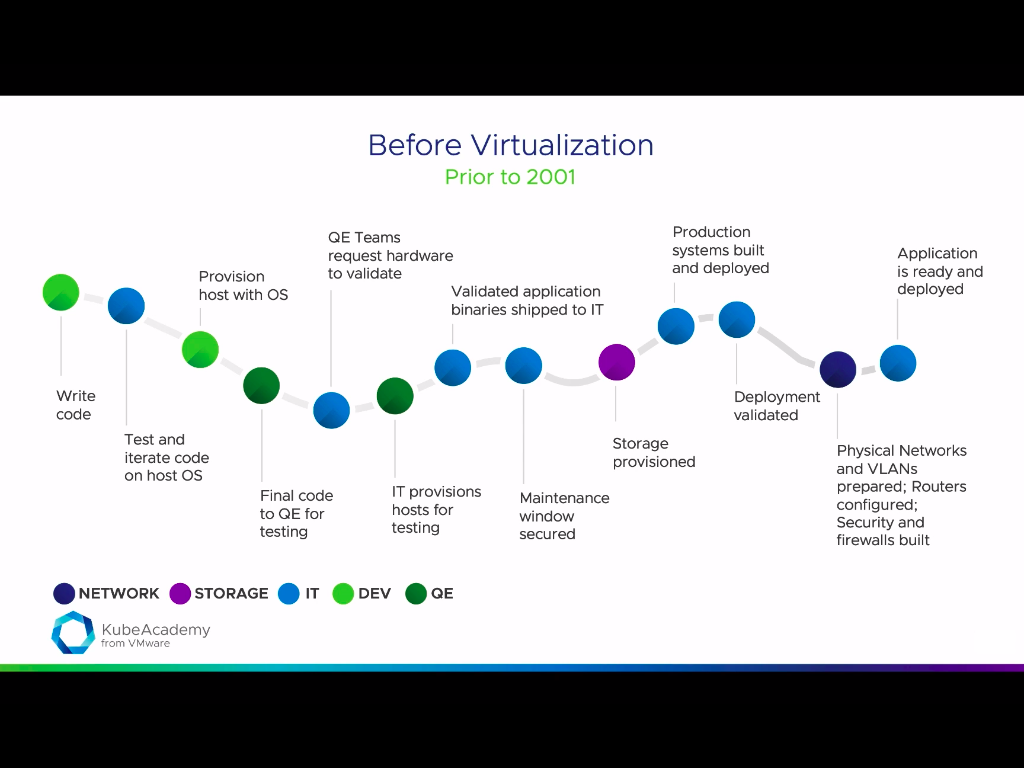 Before Virtualization
Prior to 2001
Write
code
Test and
iterate code
on host OS
Provision
host with OS
Final code
to QE for
testing
QE Teams
request hardware
to validate
IT provisions
hosts for
testing
Validated application
binaries shipped to IT
Maintenance
window
secured
Storage
provisioned
Production
systems built
and deployed
Deployment
validated
Physical Networks
and VLANs
prepared; Routers
configured;
Security and
firewalls built
Application
is ready and
deployed
NETWORK STORAGE IT DEV QE
KubeAcademy
from VMware